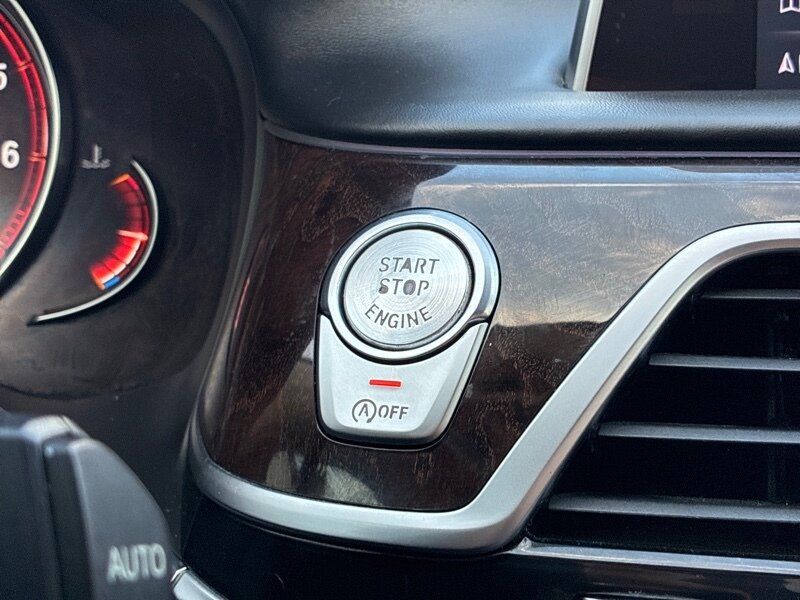 5
6
START
STOP
ENGINE
A OFF
AUTO